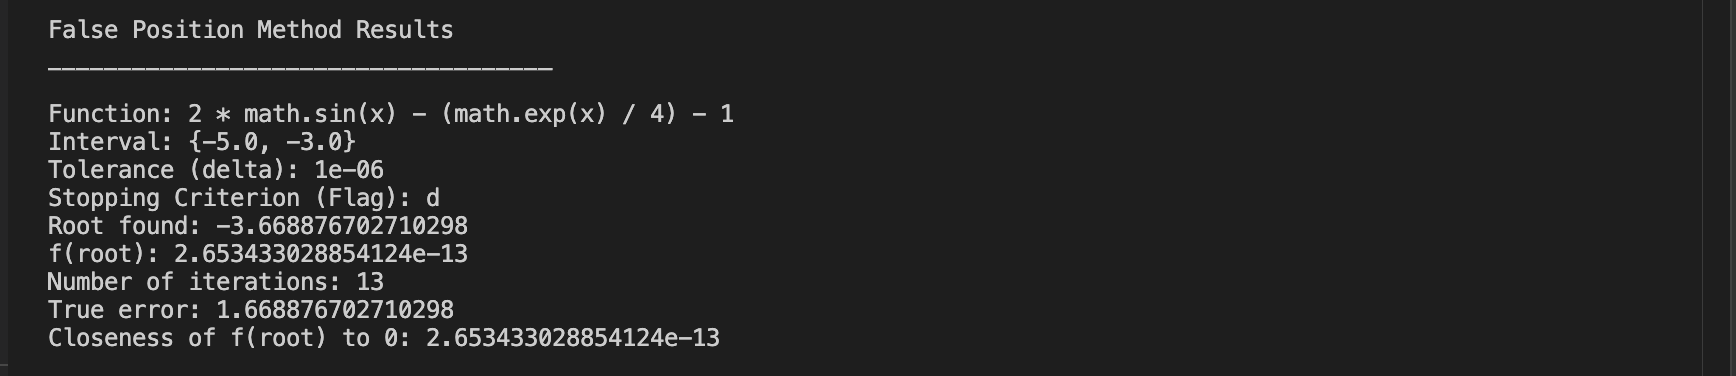 False Position Method Results
____________________________________
Function: 2 * math.sin(x) - (math.exp(x) / 4) - 1
Interval: {-5.0, -3.0}
Tolerance (delta): 1e-06
Stopping Criterion (Flag): d
Root found: -3.668876702710298
f(root): 2.653433028854124e-13
Number of iterations: 13
True error: 1.668876702710298
Closeness of f(root) to 0: 2.653433028854124e-13